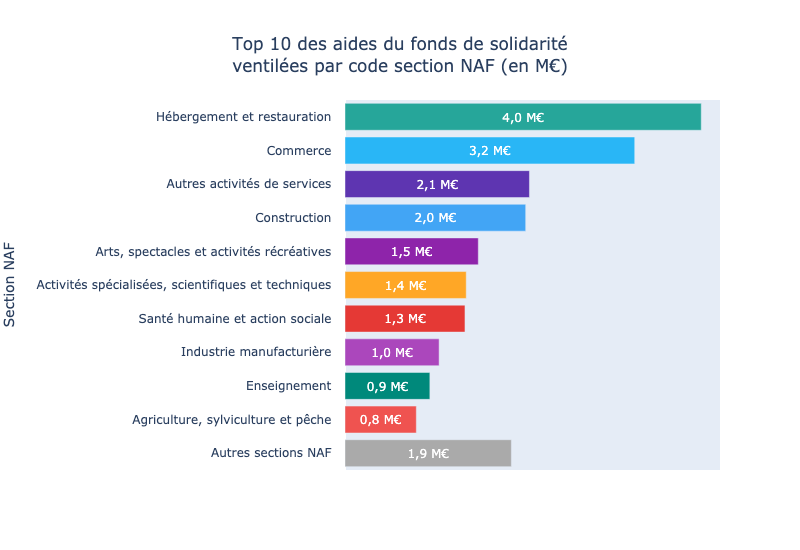 Top 10 des aides du fonds de solidarité
ventilées par code section NAF (en M€)
Section NAF
Hébergement et restauration 4,0 M€
Commerce 3,2 M€
Autres activités de services 2,1 M€
Construction 2,0 M€
Arts, spectacles et activités récréatives 1,5 M€
Activités spécialisées, scientifiques et techniques 1,4 M€
Santé humaine et action sociale 1,3 M€
Industrie manufacturière 1,0 M€
Enseignement 0,9 M€
Agriculture, sylviculture et pêche 0,8 M€
Autres sections NAF 1,9 M€